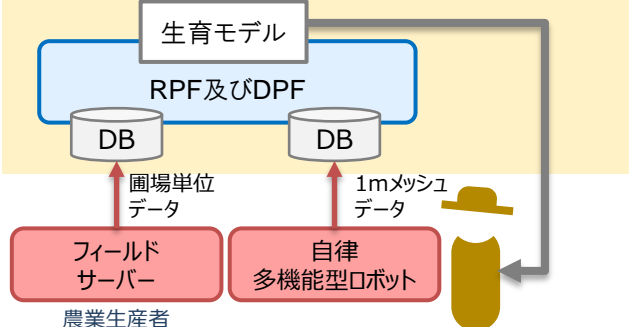 生育モデル
RPF及びDPF
DB
DB
圃場単位
データ
1mメッシュ
データ
フィールド
サーバー
自律
多機能型ロボット
農業生産者